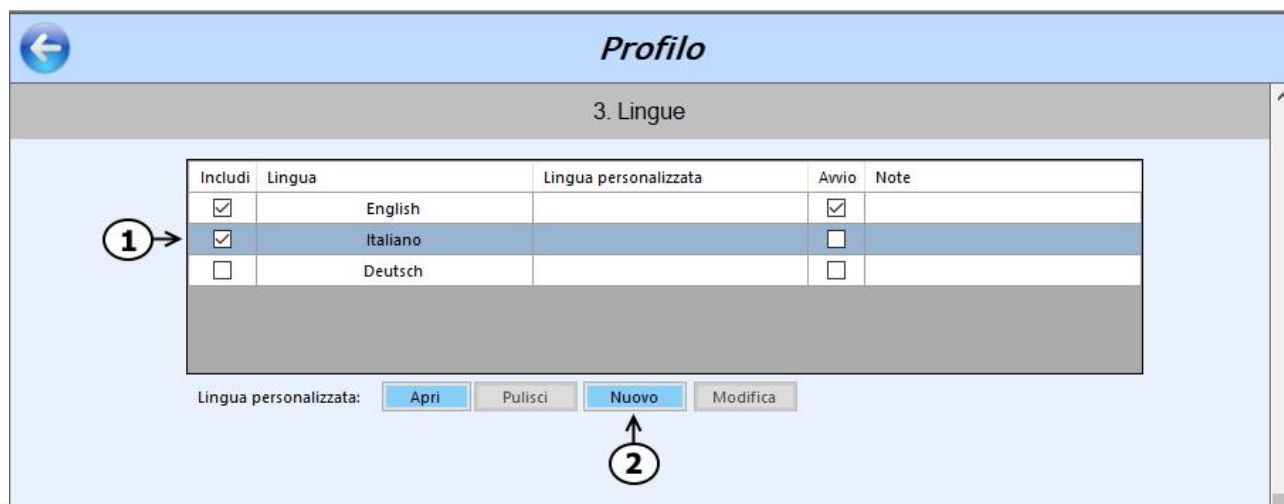 Profilo
3. Lingue
Includi Lingua Lingua personalizzata Avvio Note
English
1 Italiano
Deutsch
Lingua personalizzata: Apri Pulisci Nuovo Modifica
2